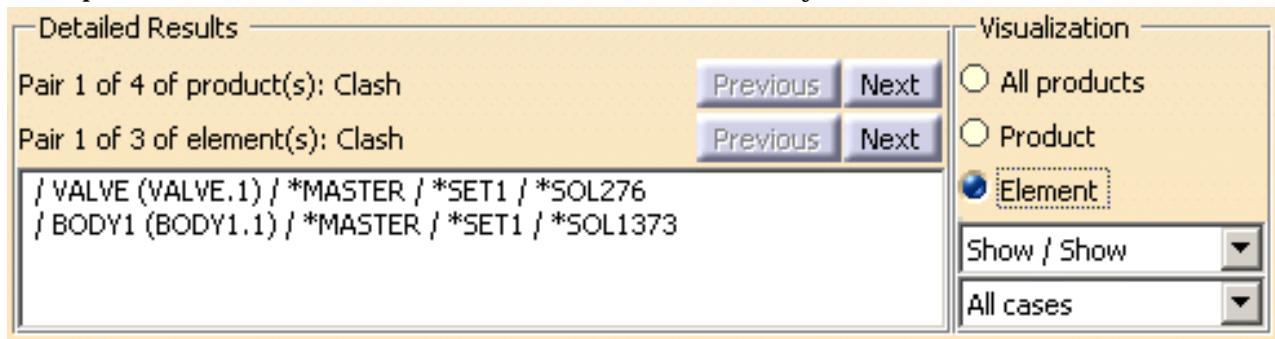 Detailed Results
Pair 1 of 4 of product(s): Clash
Previous
Next
Pair 1 of 3 of element(s): Clash
Previous
Next
/ VALVE (VALVE.1) / *MASTER / *SET1 / *SOL276
/ BODY1 (BODY1.1) / *MASTER / *SET1 / *SOL1373
Visualization
All products
Product
Element
Show / Show
All cases